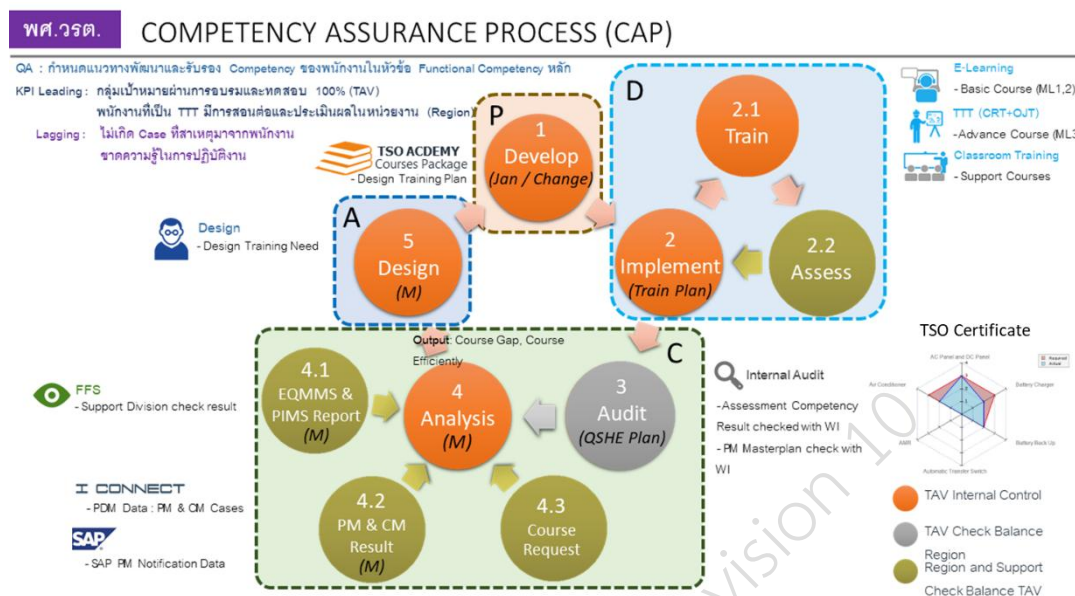 พศ.วรต.
COMPETENCY ASSURANCE PROCESS (CAP)
QA : กำหนดแนวทางพัฒนาและรับรอง Competency ของพนักงานในหัวข้อ Functional Competency หลัก
KPI Leading : กลุ่มเป้าหมายผ่านการอบรมและทดสอบ 100% (TAV)
พนักงานที่เป็น TTT มีการสอนต่อและประเมินผลในหน่วยงาน (Region)
Lagging : ไม่เกิด Case ที่สาเหตุมาจากพนักงาน
ขาดความรู้ในการปฏิบัติงาน
TSO ACDEMY
Courses Package
- Design Training Plan
P
1
Develop
(Jan / Change)
D
2.1
Train
2
Implement
(Train Plan)
2.2
Assess
E-Learning
- Basic Course (ML1,2)
TTT (CRT+OJT)
- Advance Course (ML3
Classroom Training
- Support Courses
Design
- Design Training Need
A
5
Design
(M)
C
Output: Course Gap, Course
Efficiently
4.1
EQMMS &
PIMS Report
(M)
4
Analysis
(M)
3
Audit
(QSHE Plan)
4.2
PM & CM
Result
(M)
4.3
Course
Request
FFS
- Support Division check result
I CONNECT
- PDM Data : PM & CM Cases
SAP
- SAP PM Notification Data
Internal Audit
- Assessment Competency
Result checked with WI
- PM Masterplan check with
WI
TSO Certificate
AC Panel and DC Panel
Required
Actual
Battery Charger
Battery Back Up
Automatic Transfer Switch
AMR
Air Conditioner
TAV Internal Control
TAV Check Balance
Region
Region and Support
Check Balance TAV
vision 10